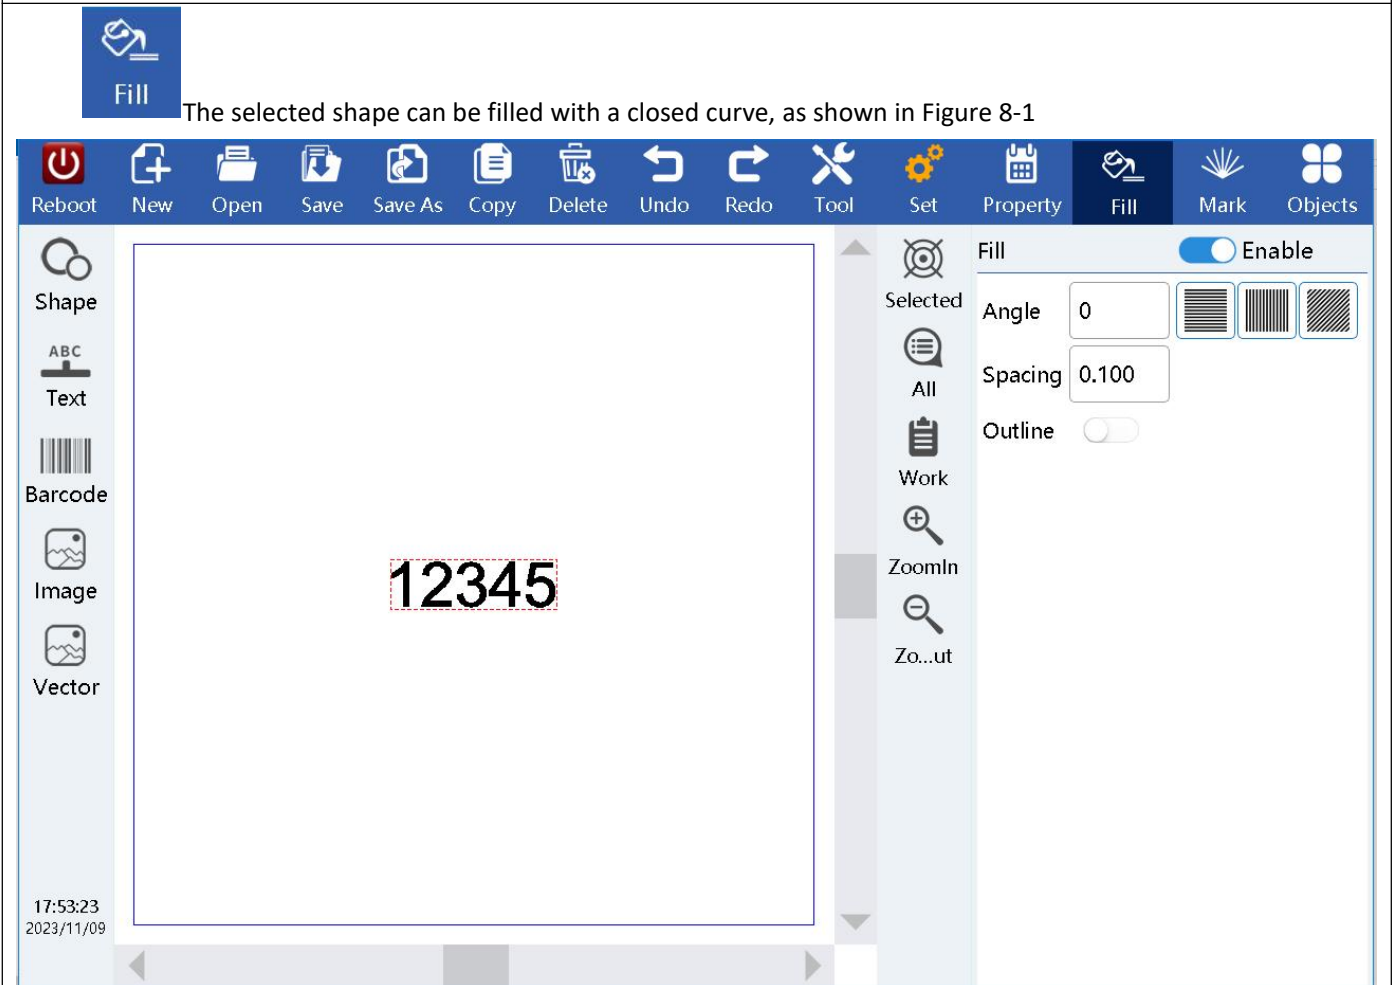 Fill
The selected shape can be filled with a closed curve, as shown in Figure 8-1
Reboot New Open Save Save As Copy Delete Undo Redo Tool Set Property Fill Mark Objects
Shape
ABC
Text
Barcode
Image
Vector
17:53:23
2023/11/09
12345
Selected
All
Work
ZoomIn
Zo...ut
Fill Enable
Angle 0
Spacing 0.100
Outline